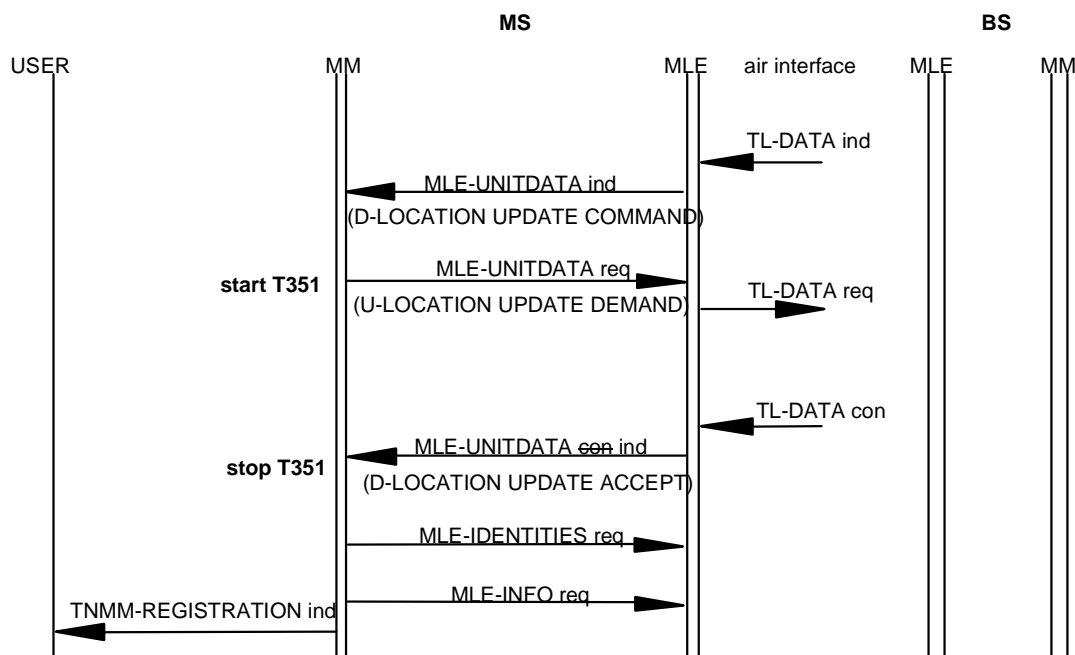 MS BS
USER MM MLE air interface MLE MM
TL-DATA ind
MLE-UNITDATA ind
(D-LOCATION UPDATE COMMAND)
MLE-UNITDATA req
start T351
TL-DATA req
(U-LOCATION UPDATE DEMAND)
TL-DATA con
MLE-UNITDATA con ind
stop T351
(D-LOCATION UPDATE ACCEPT)
MLE-IDENTITIES req
MLE-INFO req
TNMM-REGISTRATION ind